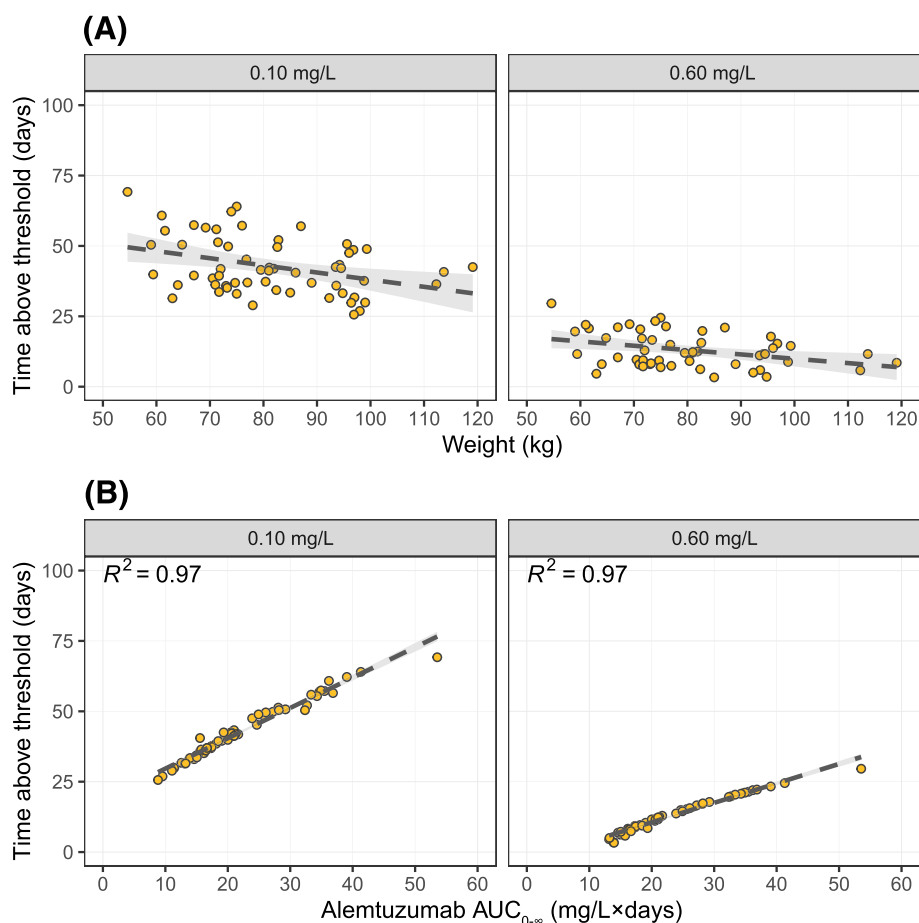 (A)
0.10 mg/L 0.60 mg/L
Time above threshold (days)
100
75
50
25
0
50 60 70 80 90 100 110 120 50 60 70 80 90 100 110 120
Weight (kg)
(B)
0.10 mg/L 0.60 mg/L
Time above threshold (days)
100
75
50
25
0
R² = 0.97 R² = 0.97
0 10 20 30 40 50 60 0 10 20 30 40 50 60
Alemtuzumab AUC₀₋∞ (mg/L×days)